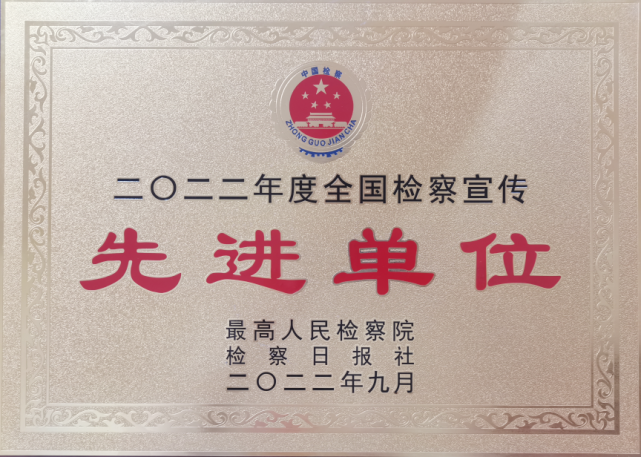 中国检察
ZHONG GUO JIAN CHA
二〇二二年度全国检察宣传
先进单位
最高人民检察院
检察日报社
二〇二二年九月